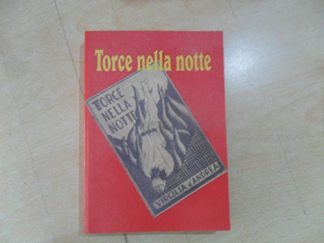 Torce nella notte
TORCE
NELLA
NOTTE
VIRGILIA D'ANDREA